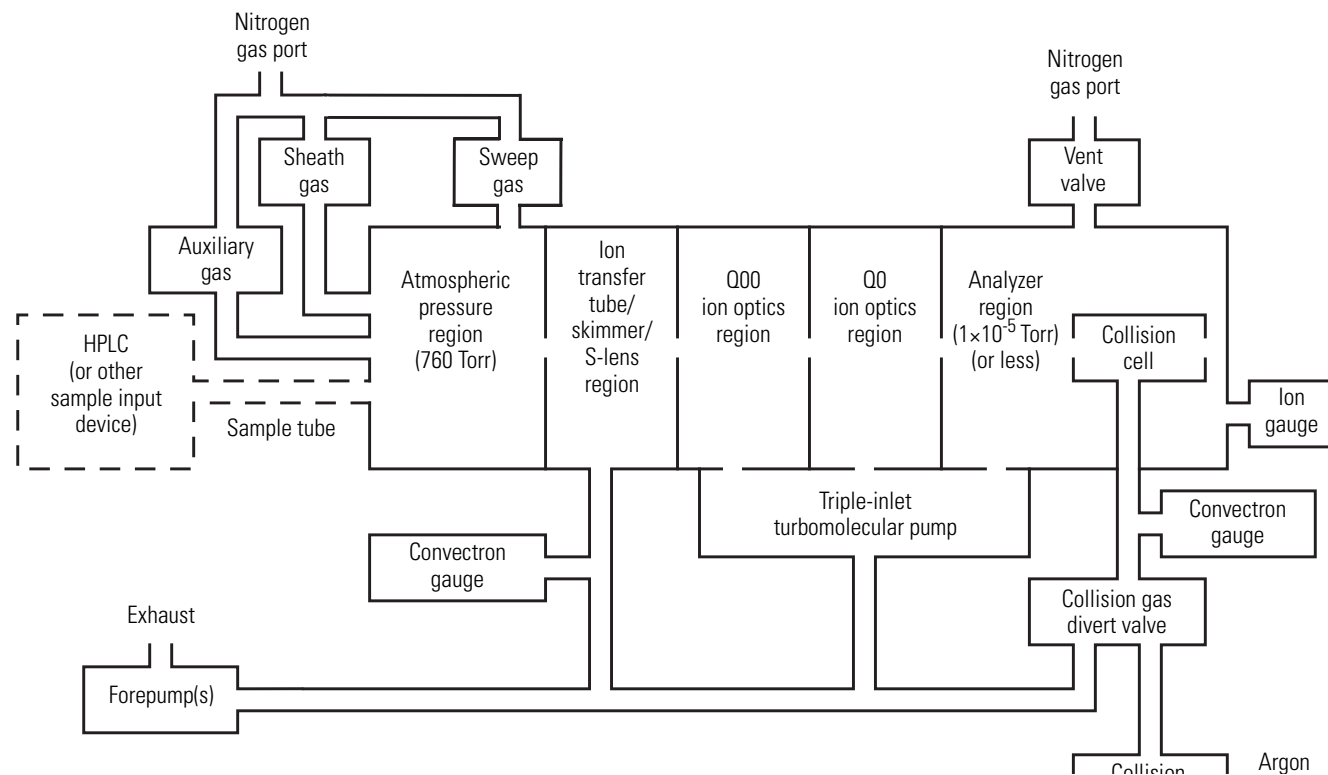 Nitrogen
gas port
Nitrogen
gas port
Sheath
gas
Sweep
gas
Vent
valve
Auxiliary
gas
Atmospheric
pressure
region
(760 Torr)
Ion
transfer
tube/
skimmer/
S-lens
region
Q00
ion optics
region
Q0
ion optics
region
Analyzer
region
(1×10⁻⁵ Torr)
(or less)
Collision
cell
HPLC
(or other
sample input
device)
Sample tube
Ion
gauge
Triple-inlet
turbomolecular pump
Convectron
gauge
Convectron
gauge
Collision gas
divert valve
Exhaust
Forepump(s)
Collision
Argon